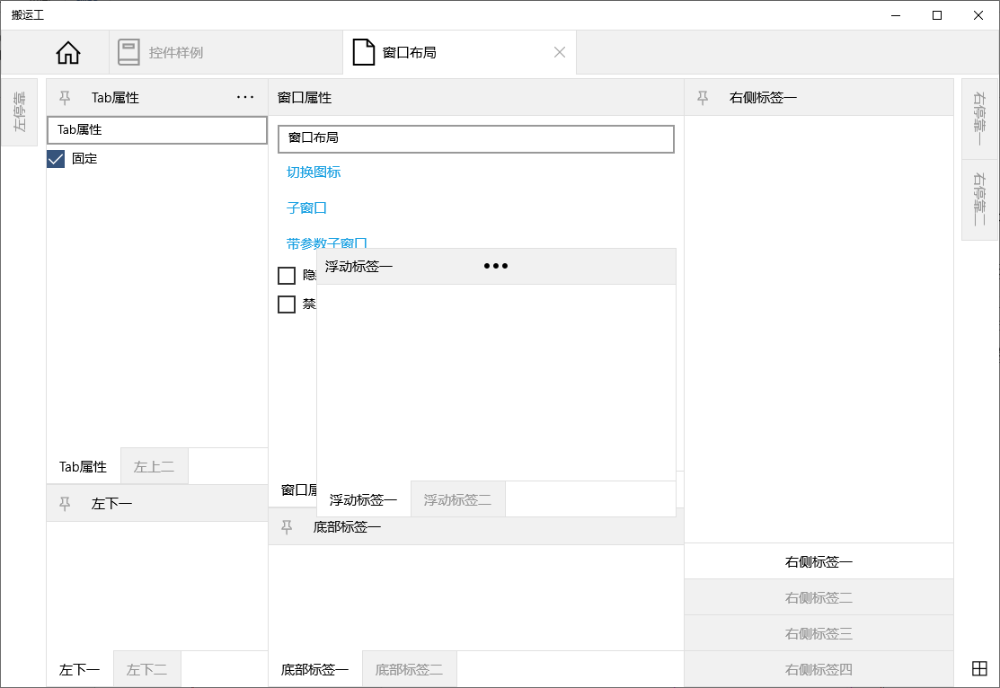 搬运工
控件样例
窗口布局
左停靠
Tab属性
Tab属性
固定
Tab属性
左上二
左下一
左下一
左下二
窗口属性
窗口布局
切换图标
子窗口
带参数子窗口
禁
窗口属
浮动标签一
浮动标签一
浮动标签二
底部标签一
底部标签一
底部标签二
右侧标签一
右侧标签一
右侧标签二
右侧标签三
右侧标签四
右停靠一
右停靠二